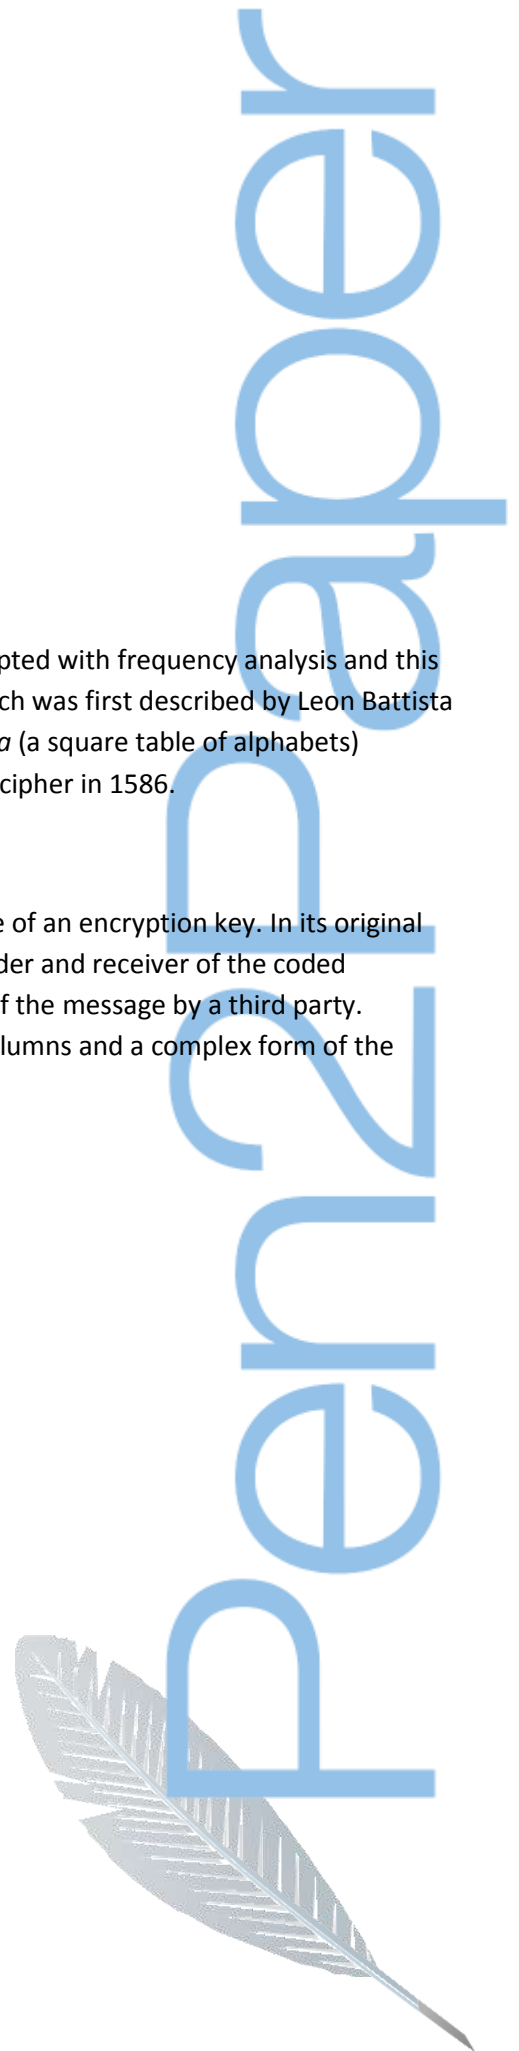 pted with frequency analysis and this
ch was first described by Leon Battista
a (a square table of alphabets)
cipher in 1586.
e of an encryption key. In its original
der and receiver of the coded
f the message by a third party.
lumns and a complex form of the
Pen2Paper